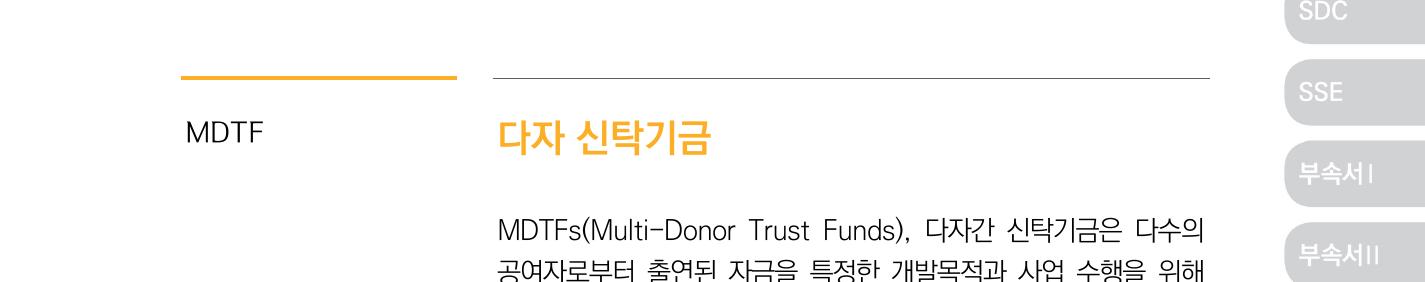 SDC
SSE
MDTF
다자 신탁기금
부속서Ⅰ
MDTFs(Multi-Donor Trust Funds), 다자간 신탁기금은 다수의
부속서Ⅱ
공여자로부터 출연된 자금을 특정한 개발목적과 사업 수행을 위해